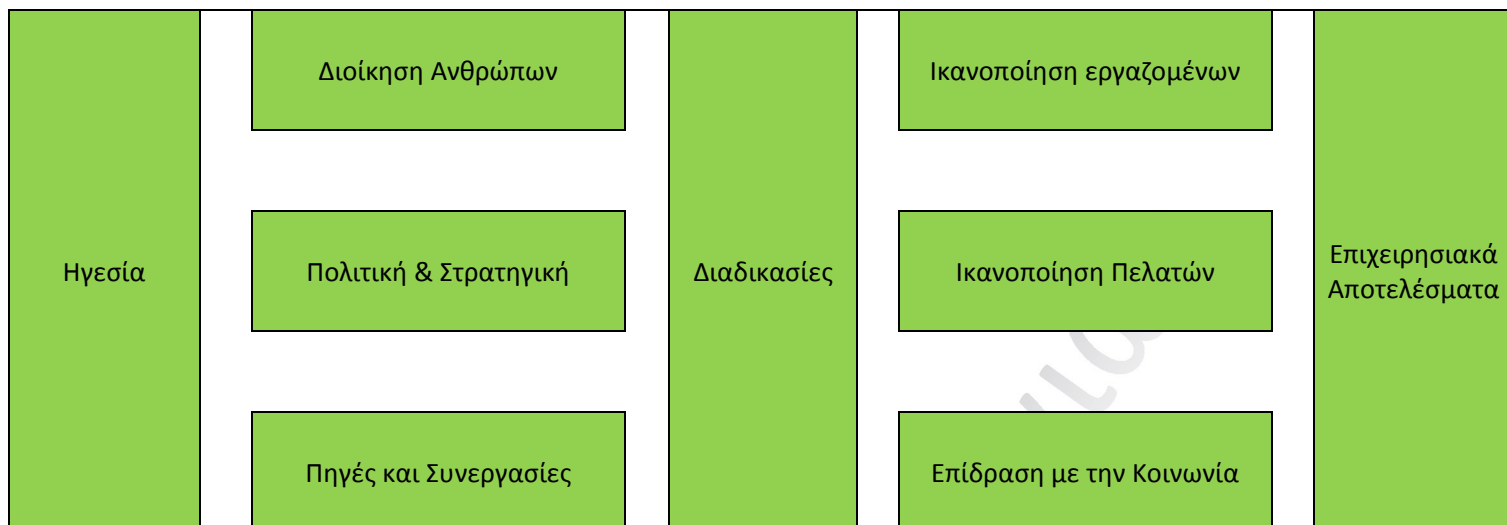 Διοίκηση Ανθρώπων
Ικανοποίηση εργαζομένων
Ηγεσία
Πολιτική & Στρατηγική
Διαδικασίες
Ικανοποίηση Πελατών
Επιχειρησιακά
Αποτελέσματα
Πηγές και Συνεργασίες
Επίδραση με την Κοινωνία